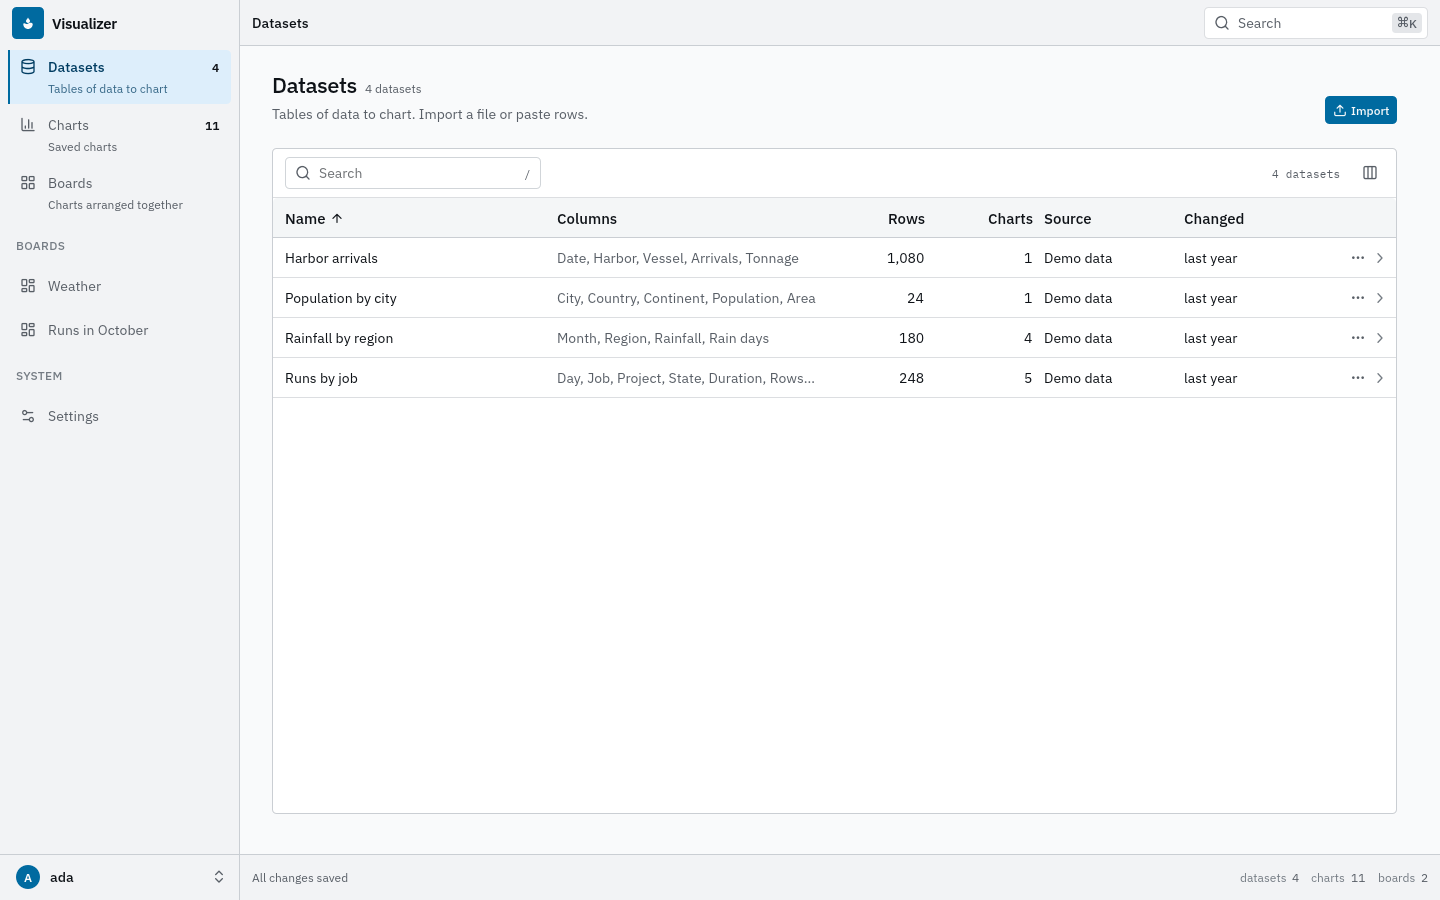 Visualizer
Datasets 4
Tables of data to chart
Charts 11
Saved charts
Boards
Charts arranged together
BOARDS
Weather
Runs in October
SYSTEM
Settings
A ada
Datasets
Search ⌘K
Datasets 4 datasets
Tables of data to chart. Import a file or paste rows.
Import
Search /
4 datasets
Name Columns Rows Charts Source Changed
Harbor arrivals Date, Harbor, Vessel, Arrivals, Tonnage 1,080 1 Demo data last year
Population by city City, Country, Continent, Population, Area 24 1 Demo data last year
Rainfall by region Month, Region, Rainfall, Rain days 180 4 Demo data last year
Runs by job Day, Job, Project, State, Duration, Rows... 248 5 Demo data last year
All changes saved
datasets 4 charts 11 boards 2